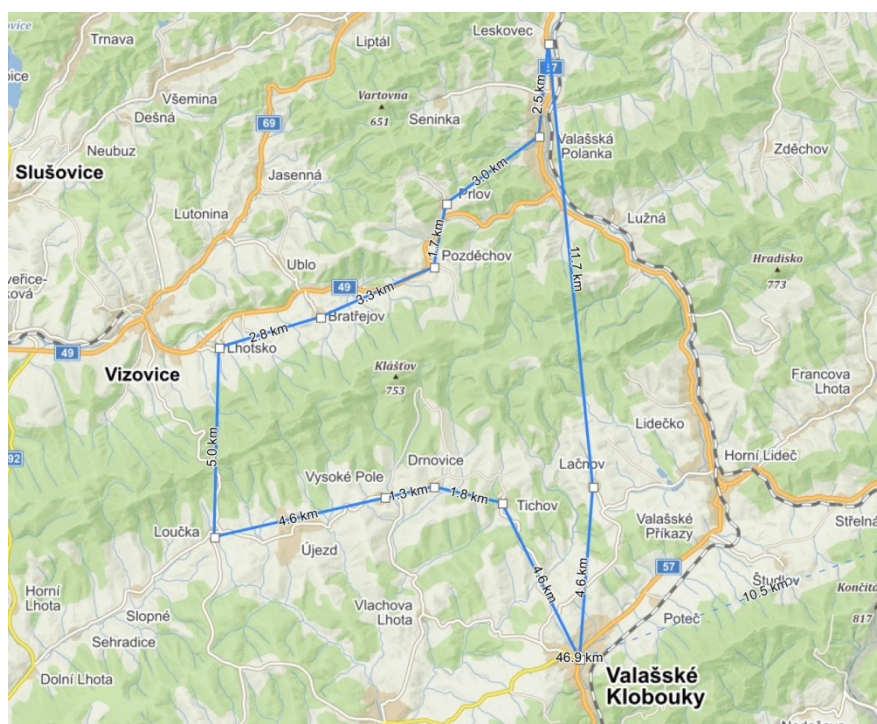 Leskovec
Trnava
Liptál
57
Všemina
Vartovna
651
2.5 km
Dešná
69
Seninka
Neubuz
Valašská
Polanka
Zděchov
Slušovice
Jasenná
3.0 km
Prlov
Lutonina
Lužná
1.7 km
Pozděchov
Ublo
Hradisko
773
11.7 km
49
3.3 km
Bratřejov
2.8 km
Lhotsko
49
Vizovice
Klášťov
753
Francova
Lhota
Lidečko
5.0 km
Drnovice
Lačnov
Horní Lideč
Vysoké Pole
1.3 km
1.8 km
Tichov
4.6 km
Valašské
Příkazy
Střelná
Loučka
Újezd
57
4.6 km
4.6 km
Študlov
Končitá
817
10.5 km
Horní
Lhota
Slopné
Vlachova
Lhota
Poteč
Sehradice
46.9 km
Dolní Lhota
Valašské
Klobouky